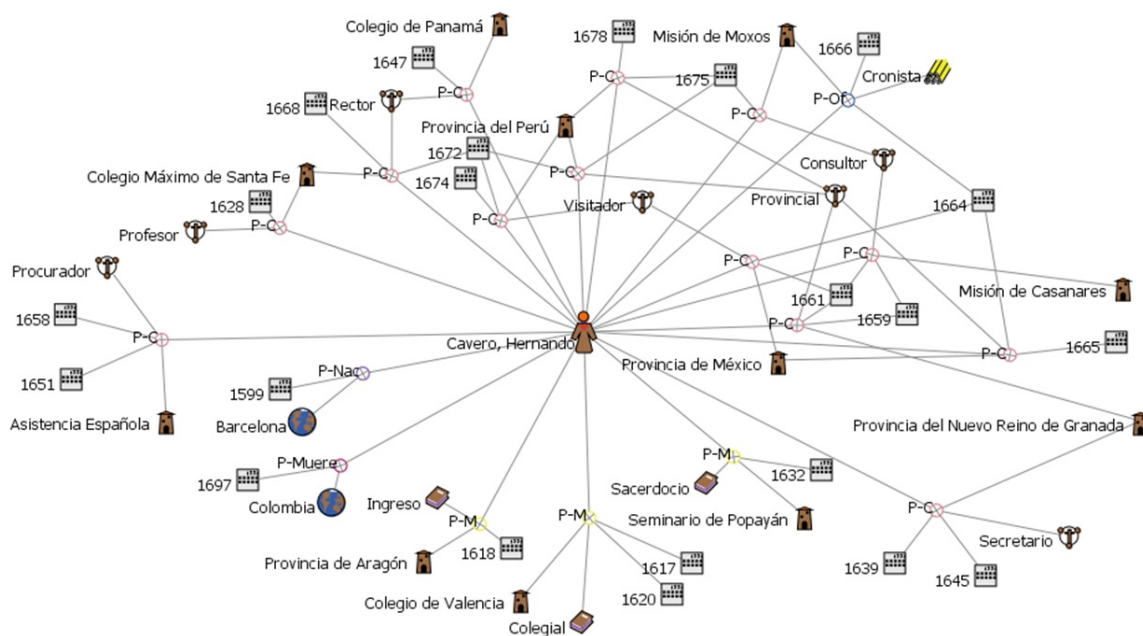 Colegio de Panamá
1678
Misión de Moxos
1666
1647
Cronista
P-C
1675
P-C
P-Of
1668
Rector
P-C
Provincia del Perú
1672
Consultor
P-C
P-C
Colegio Máximo de Santa Fe
1674
Visitador
Provincial
1664
1628
P-C
Profesor
P-C
P-C
P-C
Procurador
1661
Misión de Casanares
1658
P-C
1659
P-C
Cavero, Hernando
1665
P-C
Provincia de México
1651
P-Nac
1599
Asistencia Española
Barcelona
Provincia del Nuevo Reino de Granada
P-M
P-Muere
1632
1697
Sacerdocio
Colombia
Ingreso
P-C
P-M
P-M
Seminario de Popayán
Secretario
1618
Provincia de Aragón
1617
1639
1645
Colegio de Valencia
1620
Colegial